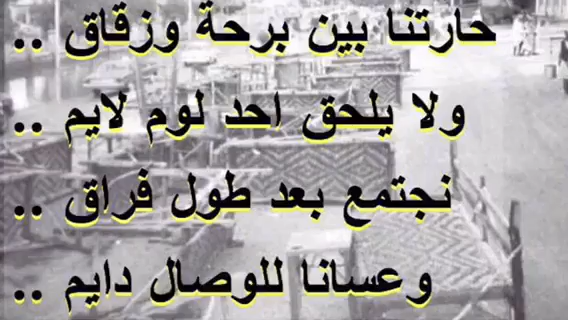 حارتنا بين برحة وزقاق ..
ولا يلحق احد لوم لايم ..
نجتمع بعد طول فراق ..
وعسانا للوصال دايم ..